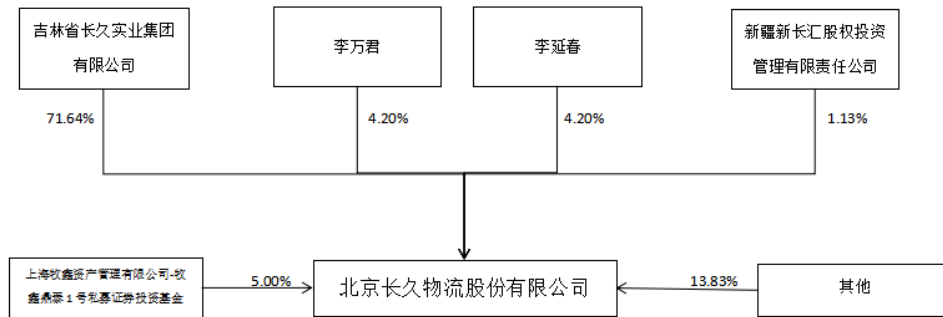 吉林省长久实业集团
有限公司
李万君
李延春
新疆新长汇股权投资
管理有限责任公司
71.64%
4.20%
4.20%
1.13%
上海牧鑫资产管理有限公司-牧
鑫鼎泰1号私募证券投资基金
5.00%
北京长久物流股份有限公司
13.83%
其他